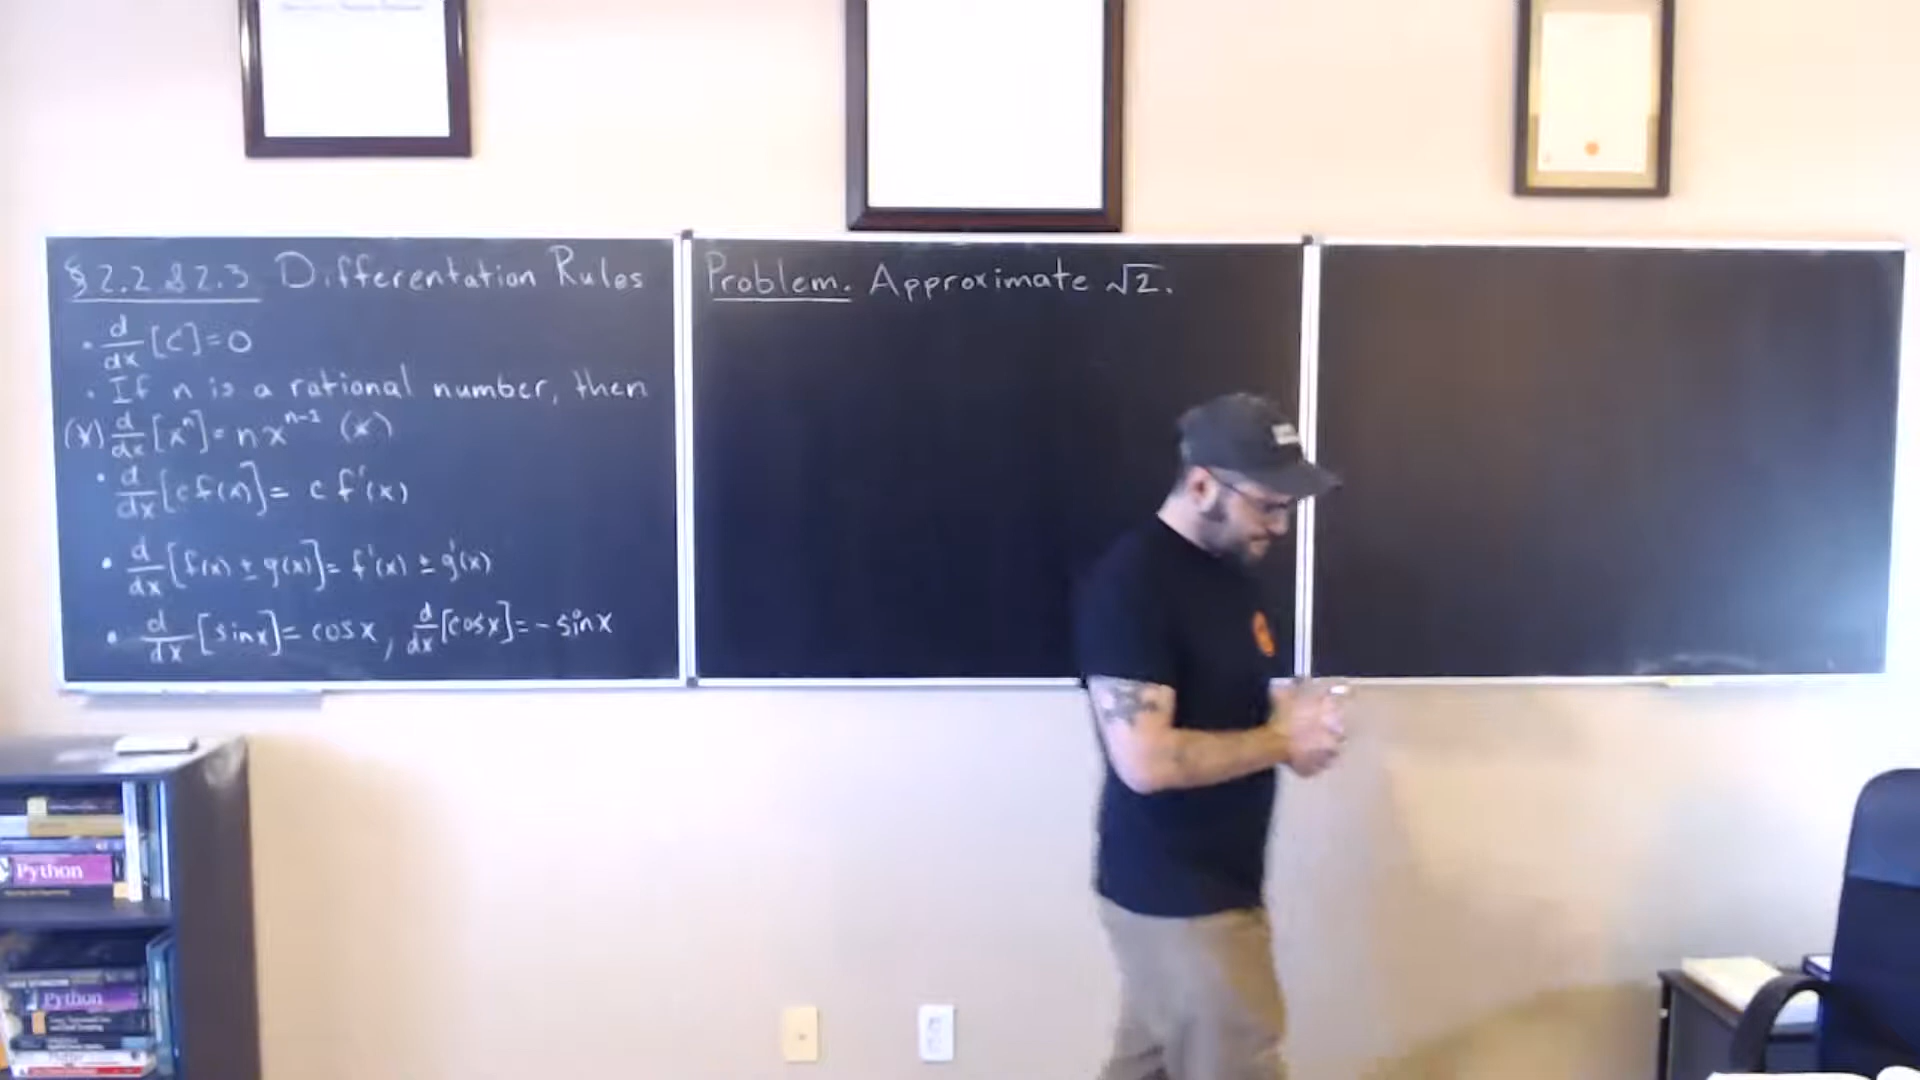 §2.2 & 2.3 Differentation Rules
• d/dx [c] = 0
• If n is a rational number, then
(*) d/dx [xⁿ] = n xⁿ⁻¹ (*)
• d/dx [c f(x)] = c f'(x)
• d/dx [f(x) ± g(x)] = f'(x) ± g'(x)
• d/dx [sin x] = cos x, d/dx [cos x] = -sin x
Problem. Approximate √2.
Python
Python